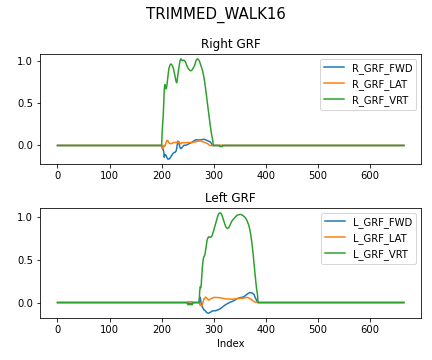 TRIMMED_WALK16
Right GRF
R_GRF_FWD
R_GRF_LAT
R_GRF_VRT
1.0
0.5
0.0
0 100 200 300 400 500 600
Left GRF
L_GRF_FWD
L_GRF_LAT
L_GRF_VRT
1.0
0.5
0.0
0 100 200 300 400 500 600
Index